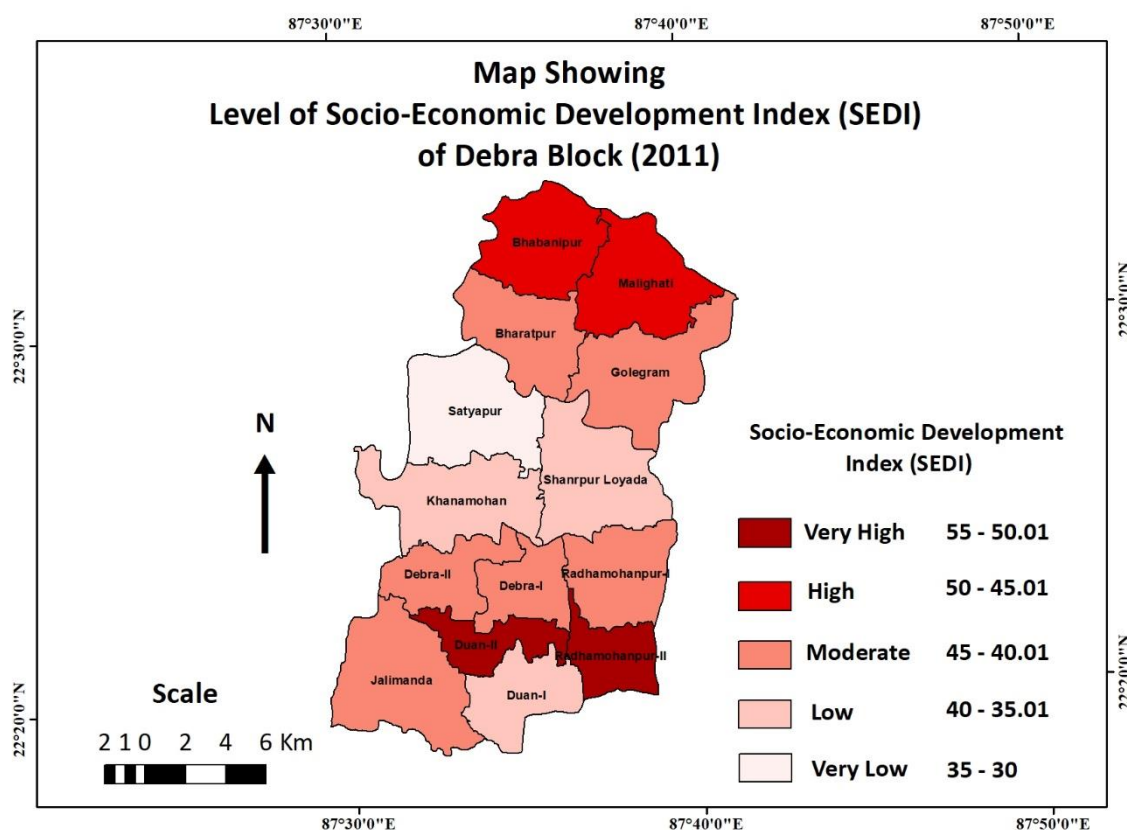 87°30'0"E
87°40'0"E
87°50'0"E
Map Showing
Level of Socio-Economic Development Index (SEDI)
of Debra Block (2011)
Bhabanipur
Malighati
22°30'0"N
22°30'0"N
Bharatpur
Golegram
Satyapur
N
Shanrpur Loyada
Khanamohan
Socio-Economic Development
Index (SEDI)
Very High 55 - 50.01
High 50 - 45.01
Moderate 45 - 40.01
Low 40 - 35.01
Very Low 35 - 30
Debra-II
Debra-I
Radhamohanpur-I
Duan-II
Radhamohanpur-II
Jalimanda
Duan-I
22°20'0"N
22°20'0"N
Scale
2 1 0 2 4 6 Km
87°30'0"E
87°40'0"E
87°50'0"E